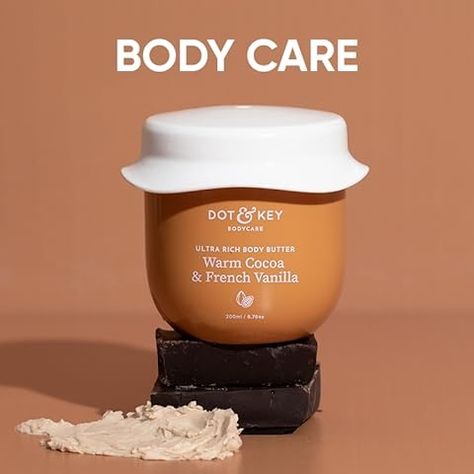 BODY CARE
DOT & KEY
BODYCARE
ULTRA RICH BODY BUTTER
Warm Cocoa
& French Vanilla
200ml / 6.76oz